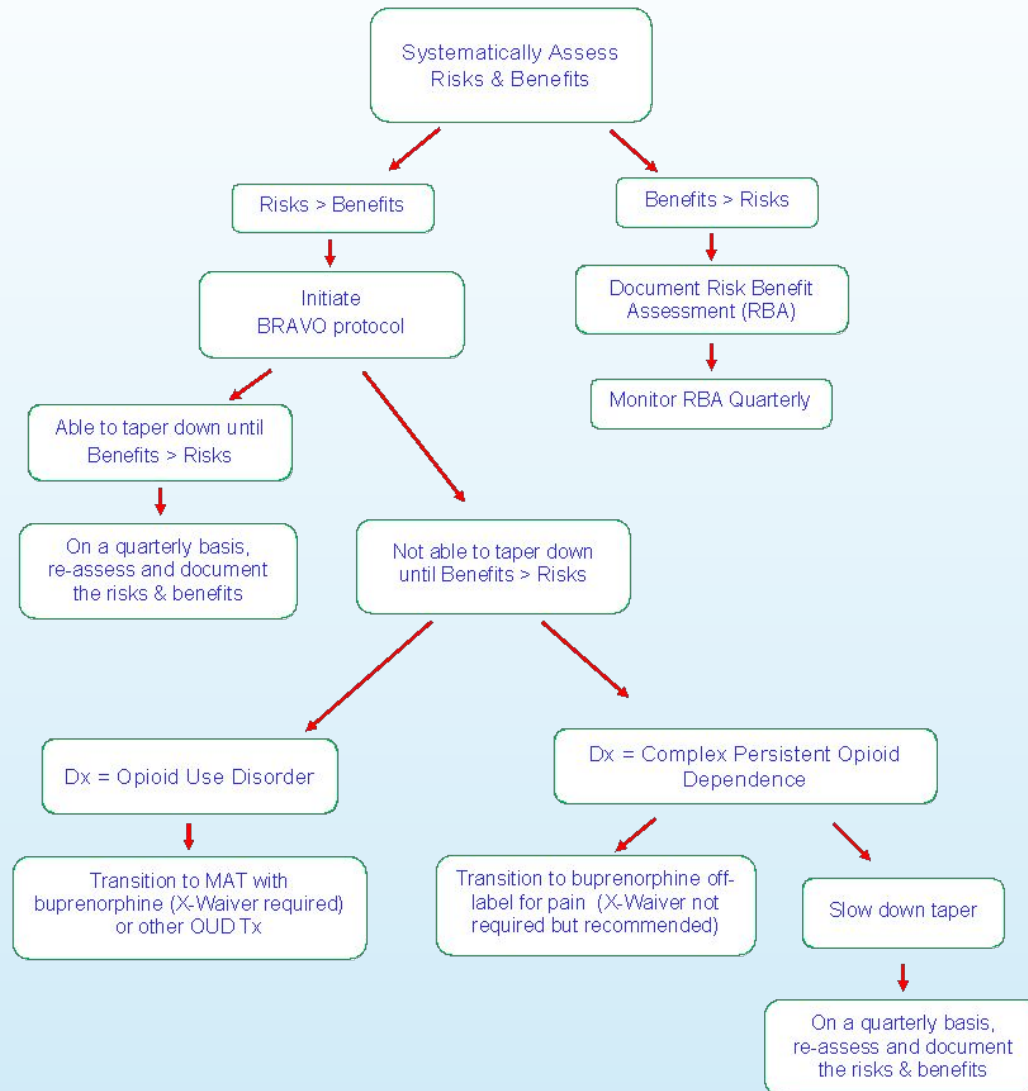 Systematically Assess
Risks & Benefits
Risks > Benefits
Benefits > Risks
Initiate
BRAVO protocol
Document Risk Benefit
Assessment (RBA)
Monitor RBA Quarterly
Able to taper down until
Benefits > Risks
On a quarterly basis,
re-assess and document
the risks & benefits
Not able to taper down
until Benefits > Risks
Dx = Opioid Use Disorder
Dx = Complex Persistent Opioid
Dependence
Transition to MAT with
buprenorphine (X-Waiver required)
or other OUD Tx
Transition to buprenorphine off-
label for pain (X-Waiver not
required but recommended)
Slow down taper
On a quarterly basis,
re-assess and document
the risks & benefits